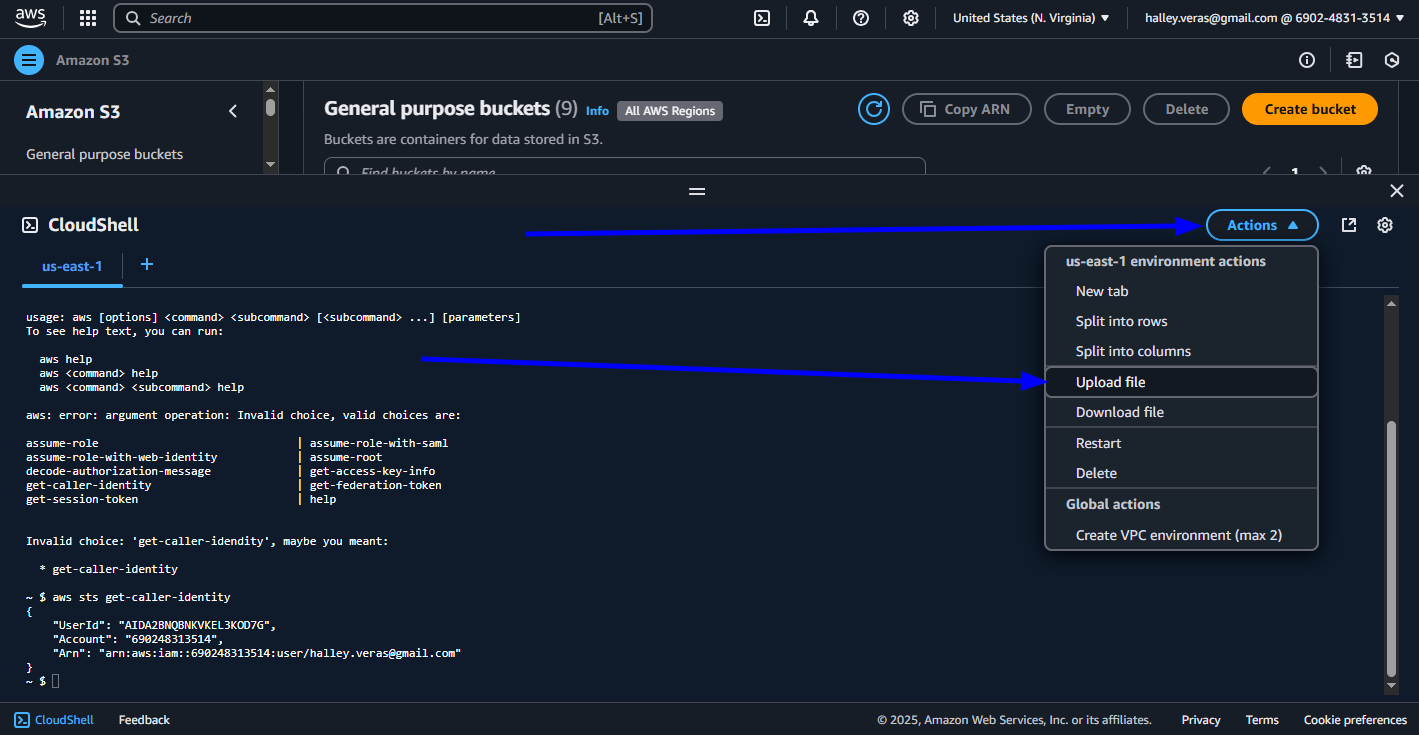 aws
Search [Alt+S]
United States (N. Virginia) ▼
halley.veras@gmail.com @ 6902-4831-3514 ▼
Amazon S3
Amazon S3
General purpose buckets
General purpose buckets (9) Info All AWS Regions
Copy ARN
Empty
Delete
Create bucket
Buckets are containers for data stored in S3.
Find buckets by name
1
CloudShell
Actions ▲
us-east-1 +
us-east-1 environment actions
New tab
Split into rows
Split into columns
Upload file
Download file
Restart
Delete
Global actions
Create VPC environment (max 2)
usage: aws [options] <command> <subcommand> [<subcommand> ...] [parameters]
To see help text, you can run:
aws help
aws <command> help
aws <command> <subcommand> help
aws: error: argument operation: Invalid choice, valid choices are:
assume-role | assume-role-with-saml
assume-role-with-web-identity | assume-root
decode-authorization-message | get-access-key-info
get-caller-identity | get-federation-token
get-session-token | help
Invalid choice: 'get-caller-idendity', maybe you meant:
* get-caller-identity
~ $ aws sts get-caller-identity
{
"UserId": "AIDA2BNQBNKVKEL3KOD7G",
"Account": "690248313514",
"Arn": "arn:aws:iam::690248313514:user/halley.veras@gmail.com"
}
~ $
CloudShell
Feedback
© 2025, Amazon Web Services, Inc. or its affiliates.
Privacy
Terms
Cookie preferences